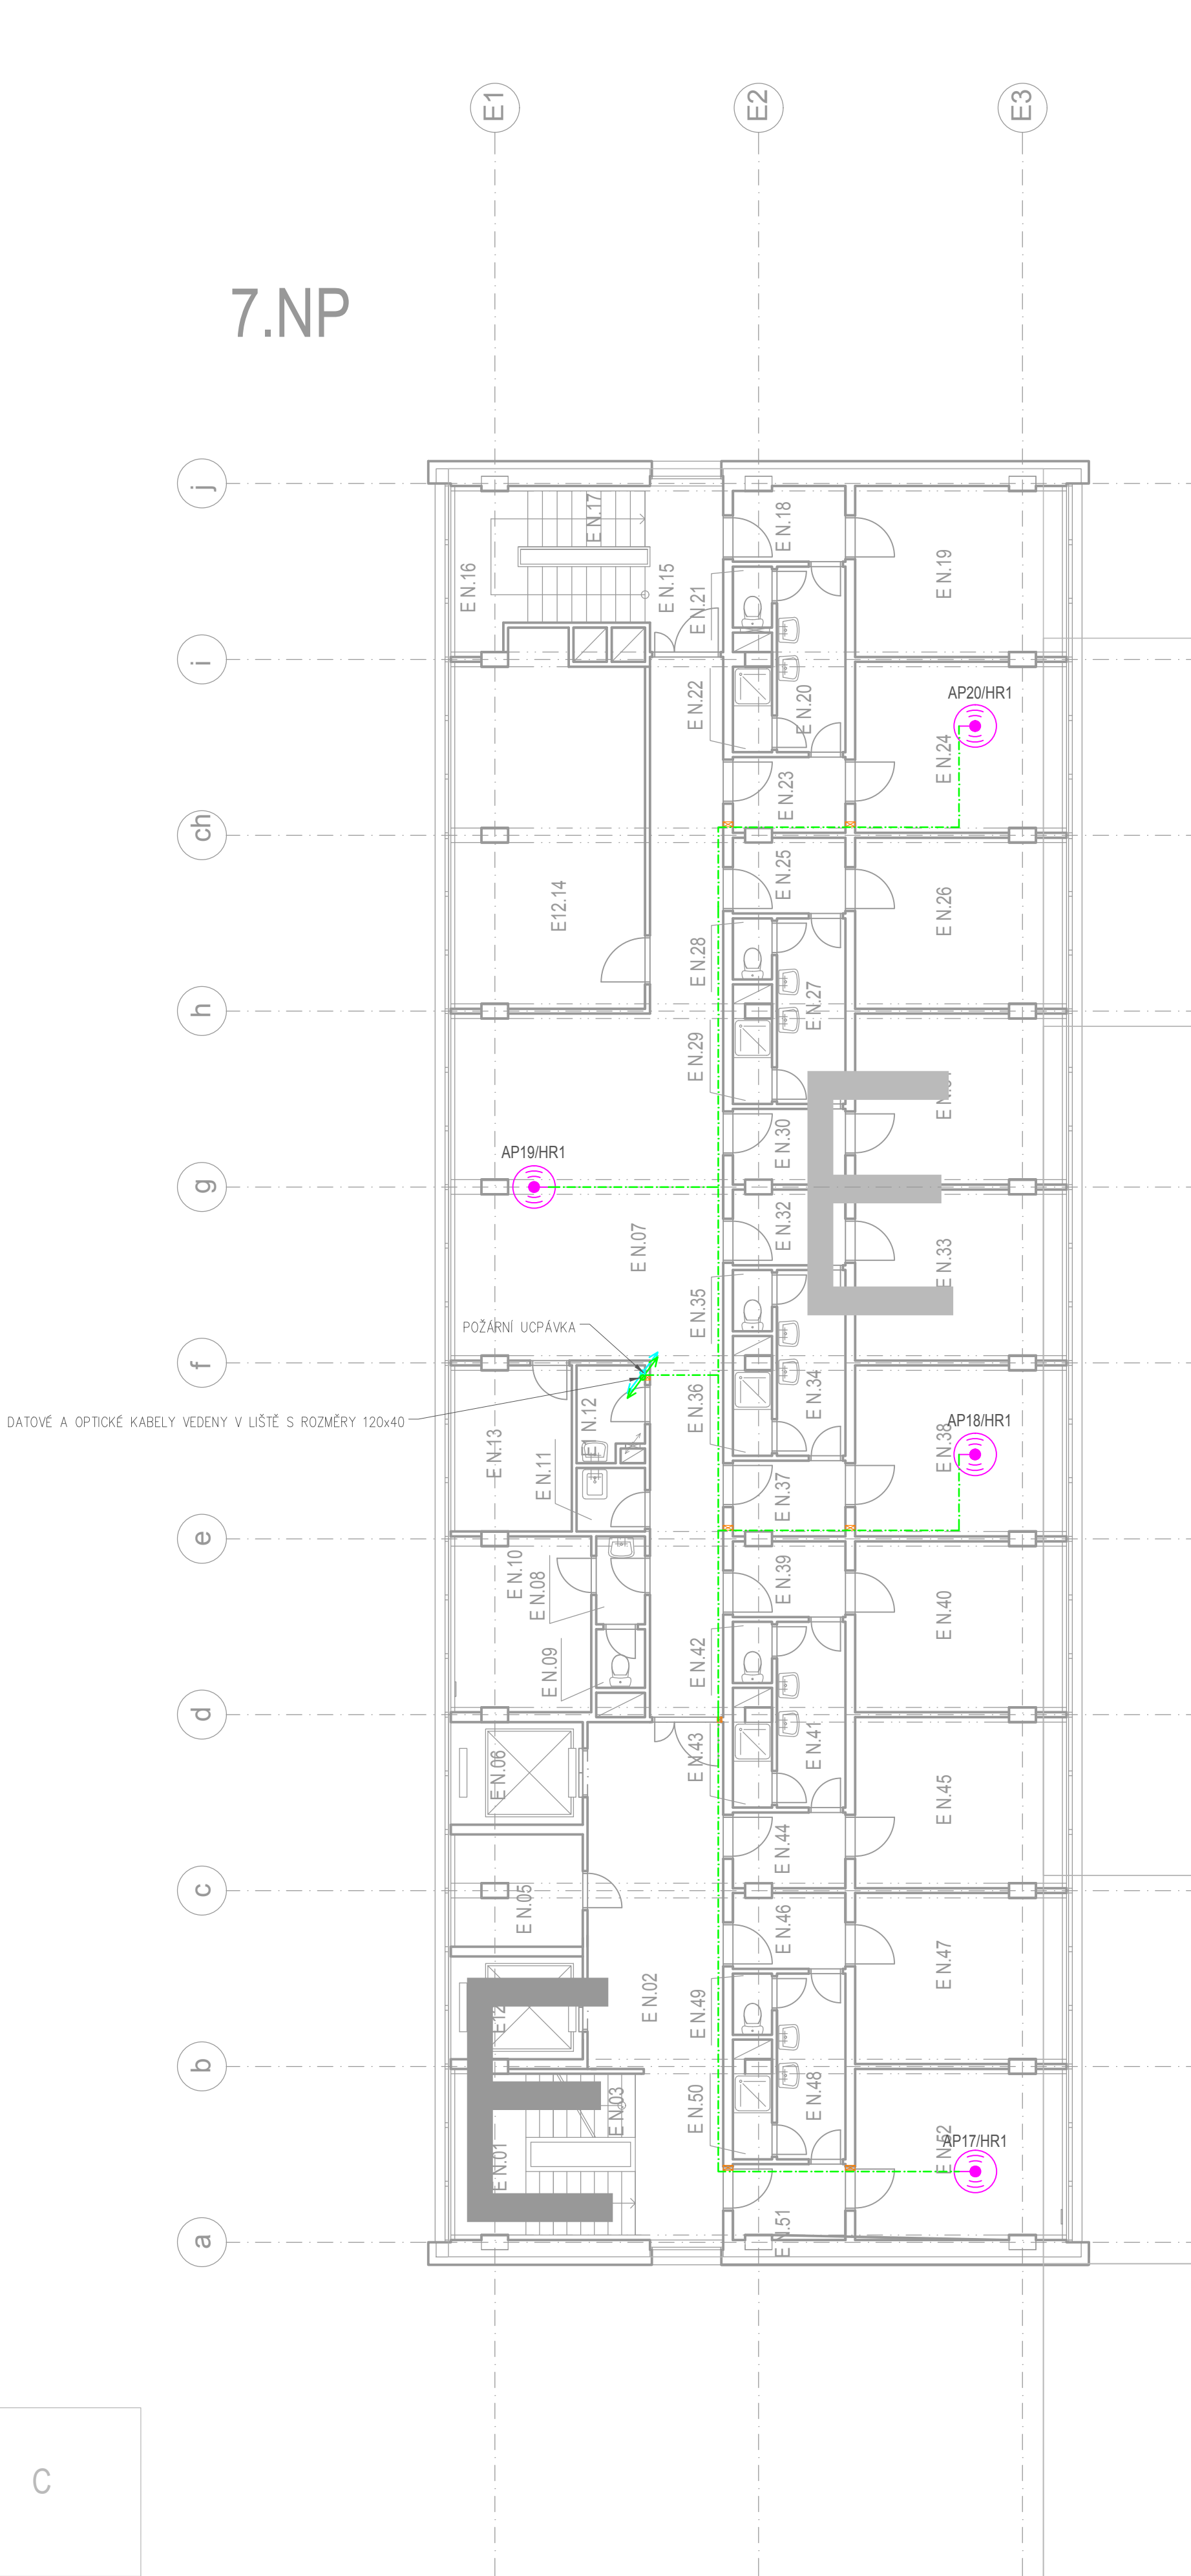 E1
E2
E3
7.NP
j
E N.17
E N.18
E N.16
E N.15
E N.19
E N.21
i
E N.22
E N.20
AP20/HR1
E N.24
E N.23
ch
E N.25
E12.14
E N.26
E N.28
E N.27
h
E N.29
E
E N.30
AP19/HR1
g
E N.32
E N.07
E N.33
E N.35
POŽÁRNÍ UCPÁVKA
f
E N.36
E N.34
DATOVÉ A OPTICKÉ KABELY VEDENY V LIŠTĚ S ROZMĚRY 120x40
E N.12
AP18/HR1
E N.38
E N.13
E N.11
E N.37
e
E N.10
E N.08
E N.39
E N.40
E N.09
E N.42
d
E N.43
E N.41
E N.06
E N.45
E N.44
c
E N.05
E N.46
E N.47
E N.02
E N.49
E
b
E N.03
E N.50
E N.48
E N.01
AP17/HR1
E N.52
E N.51
a
C